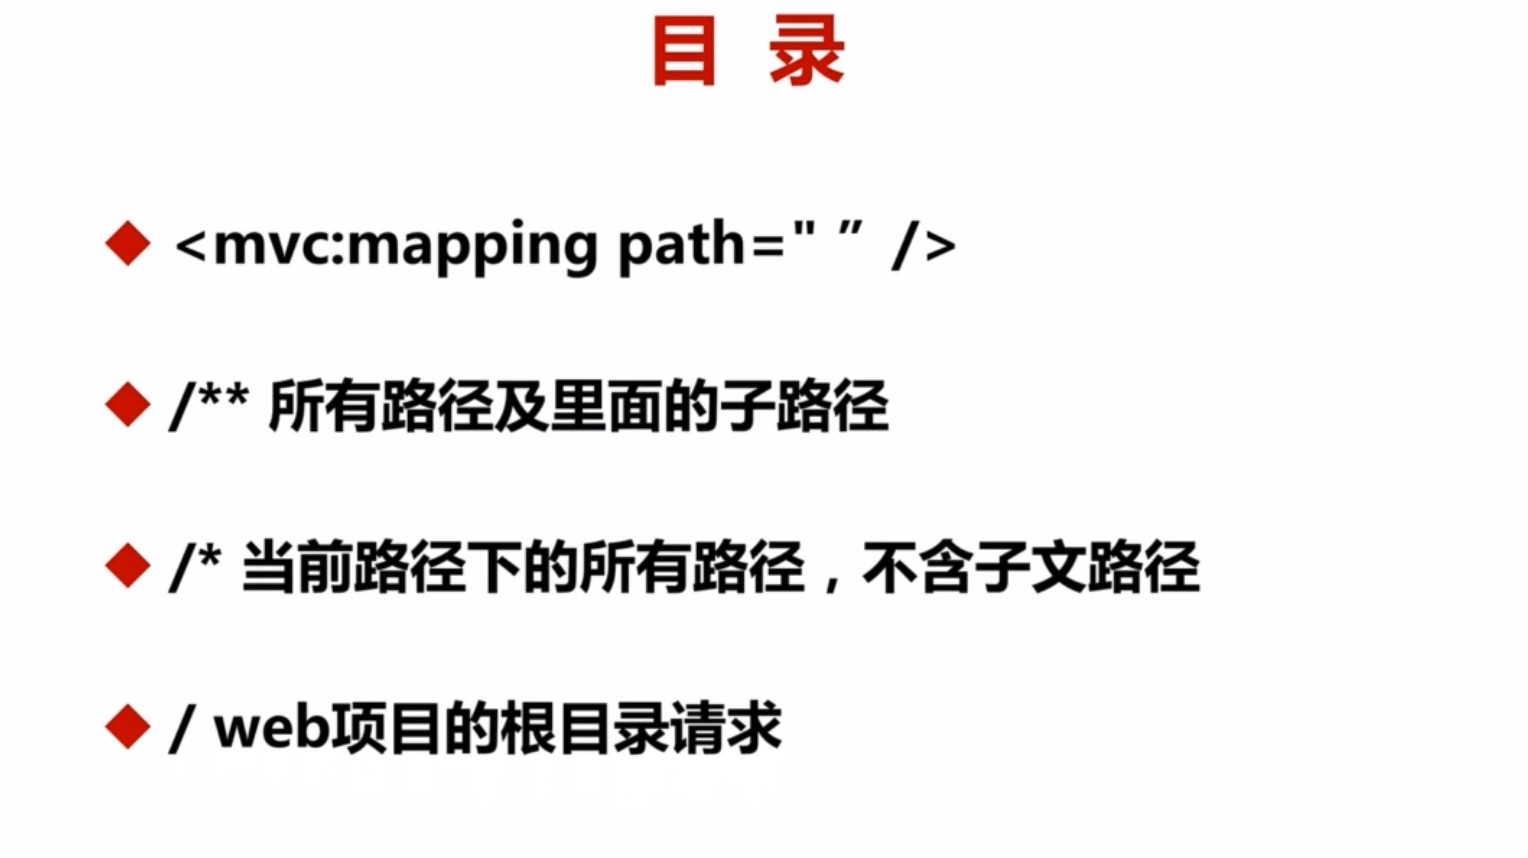 目 录
<mvc:mapping path=" ” />
/** 所有路径及里面的子路径
/* 当前路径下的所有路径，不含子文路径
/ web项目的根目录请求